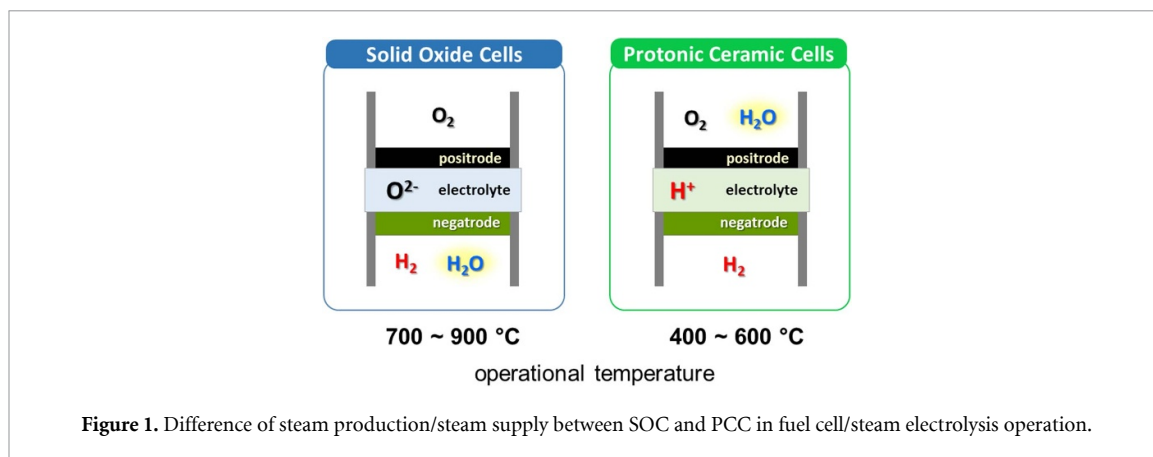 Solid Oxide Cells
O₂
positrode
O²⁻ electrolyte
negatrode
H₂ H₂O
700 ~ 900 °C
Protonic Ceramic Cells
O₂ H₂O
positrode
H⁺ electrolyte
negatrode
H₂
400 ~ 600 °C
operational temperature
Figure 1. Difference of steam production/steam supply between SOC and PCC in fuel cell/steam electrolysis operation.